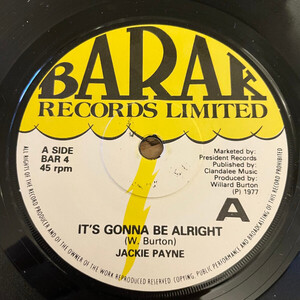 BARAK
RECORDS LIMITED
A SIDE
BAR 4
45 rpm
Marketed by:
President Records
Published by:
Clandalee Music
Produced by:
Willard Burton
(P) 1977
IT'S GONNA BE ALRIGHT
(W. Burton)
JACKIE PAYNE
A
ALL RIGHTS OF THE RECORD PRODUCER AND OF THE OWNER OF THE WORK REPRODUCED RESERVED. COPYING, PUBLIC PERFORMANCE AND BROADCASTING OF THIS RECORD PROHIBITED